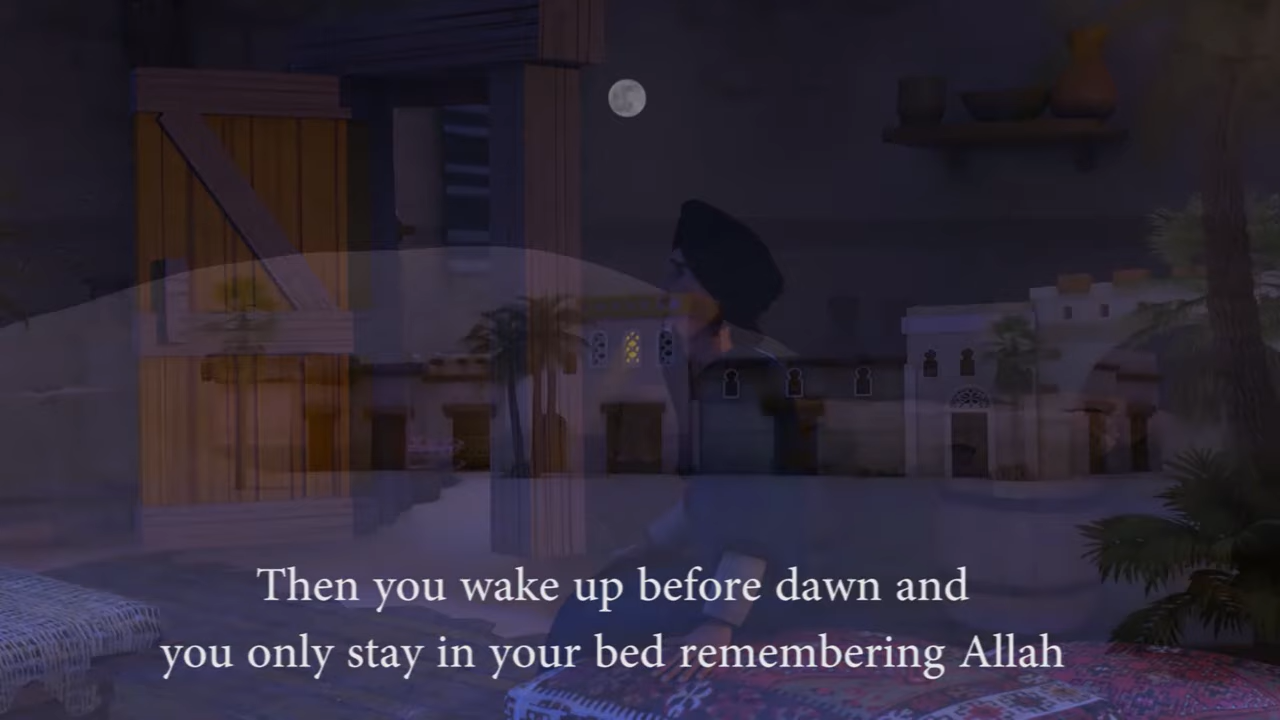 Then you wake up before dawn and
you only stay in your bed remembering Allah